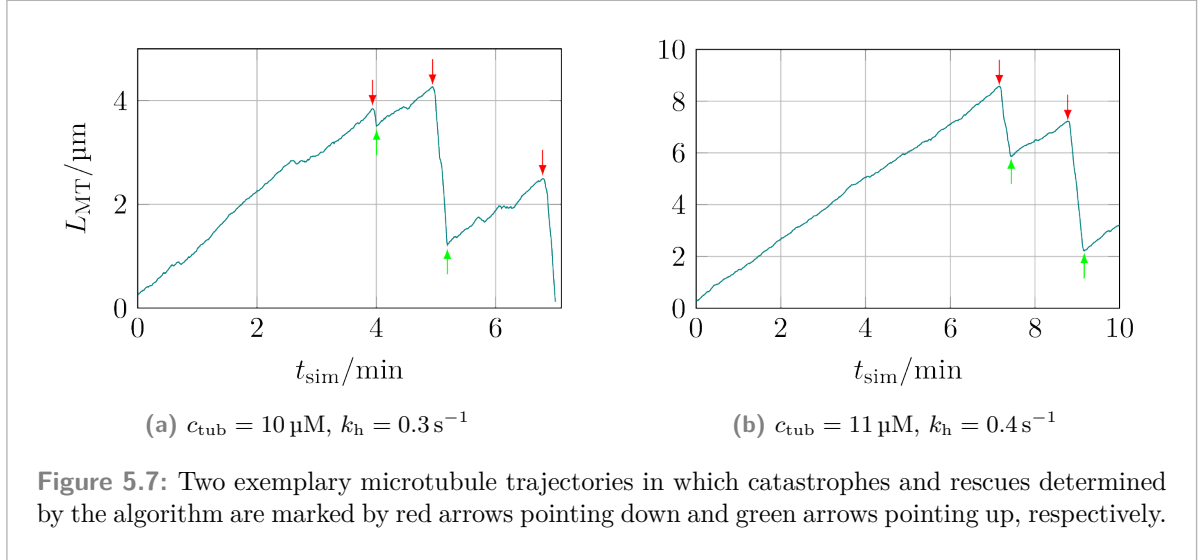 L_MT/µm
4
2
0
0 2 4 6
t_sim/min
(a) c_tub = 10 µM, k_h = 0.3 s⁻¹
10
8
6
4
2
0
0 2 4 6 8 10
t_sim/min
(b) c_tub = 11 µM, k_h = 0.4 s⁻¹
Figure 5.7: Two exemplary microtubule trajectories in which catastrophes and rescues determined
by the algorithm are marked by red arrows pointing down and green arrows pointing up, respectively.